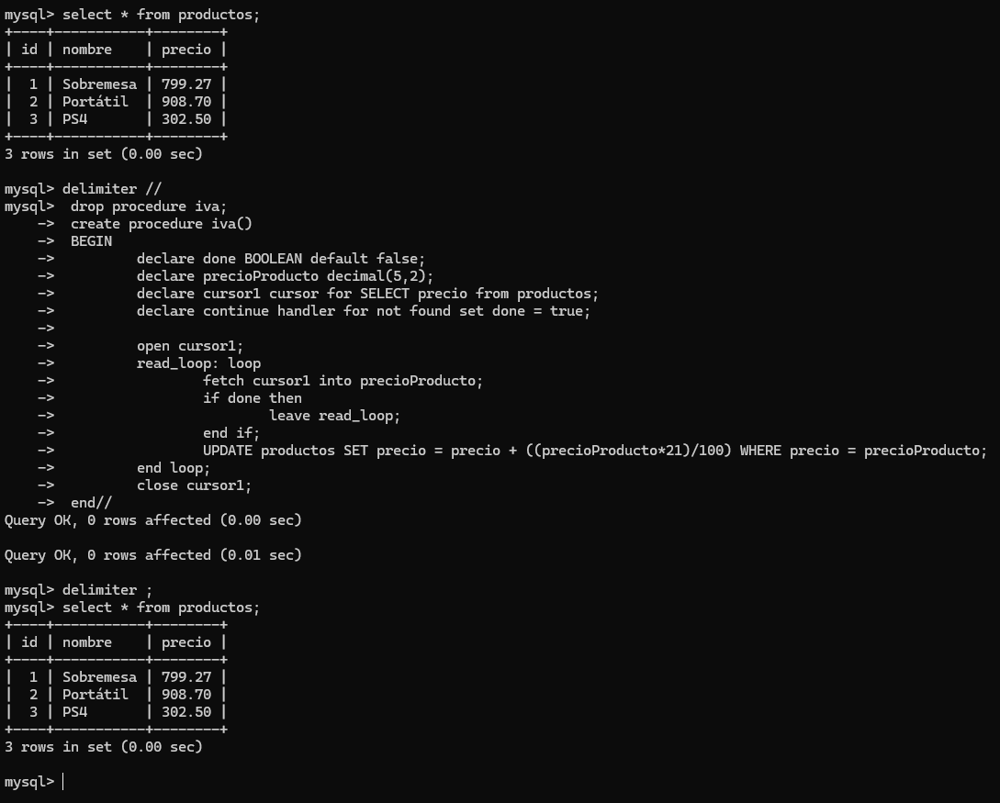 mysql> select * from productos;
+----+-----------+--------+
| id | nombre    | precio |
+----+-----------+--------+
|  1 | Sobremesa | 799.27 |
|  2 | Portátil  | 908.70 |
|  3 | PS4       | 302.50 |
+----+-----------+--------+
3 rows in set (0.00 sec)

mysql> delimiter //
mysql>  drop procedure iva;
    ->  create procedure iva()
    ->  BEGIN
    ->          declare done BOOLEAN default false;
    ->          declare precioProducto decimal(5,2);
    ->          declare cursor1 cursor for SELECT precio from productos;
    ->          declare continue handler for not found set done = true;
    ->
    ->          open cursor1;
    ->          read_loop: loop
    ->                  fetch cursor1 into precioProducto;
    ->                  if done then
    ->                          leave read_loop;
    ->                  end if;
    ->                  UPDATE productos SET precio = precio + ((precioProducto*21)/100) WHERE precio = precioProducto;
    ->          end loop;
    ->          close cursor1;
    ->  end//
Query OK, 0 rows affected (0.00 sec)

Query OK, 0 rows affected (0.01 sec)

mysql> delimiter ;
mysql> select * from productos;
+----+-----------+--------+
| id | nombre    | precio |
+----+-----------+--------+
|  1 | Sobremesa | 799.27 |
|  2 | Portátil  | 908.70 |
|  3 | PS4       | 302.50 |
+----+-----------+--------+
3 rows in set (0.00 sec)

mysql>